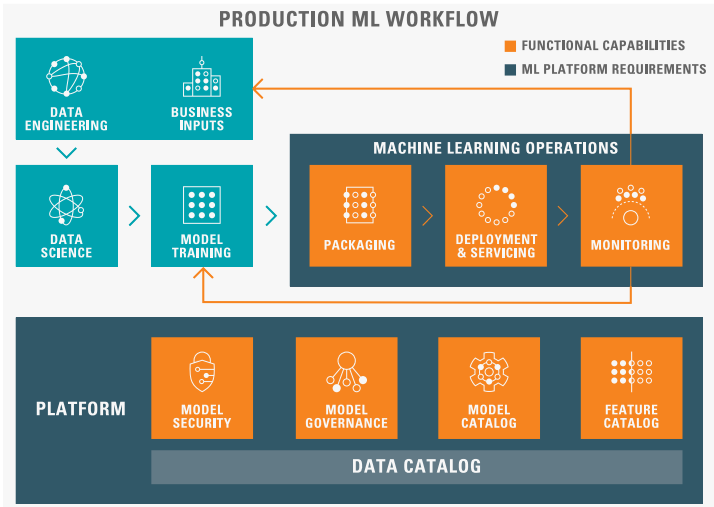 PRODUCTION ML WORKFLOW
FUNCTIONAL CAPABILITIES
ML PLATFORM REQUIREMENTS
DATA
ENGINEERING
BUSINESS
INPUTS
MACHINE LEARNING OPERATIONS
DATA
SCIENCE
MODEL
TRAINING
PACKAGING
DEPLOYMENT
& SERVICING
MONITORING
PLATFORM
MODEL
SECURITY
MODEL
GOVERNANCE
MODEL
CATALOG
FEATURE
CATALOG
DATA CATALOG